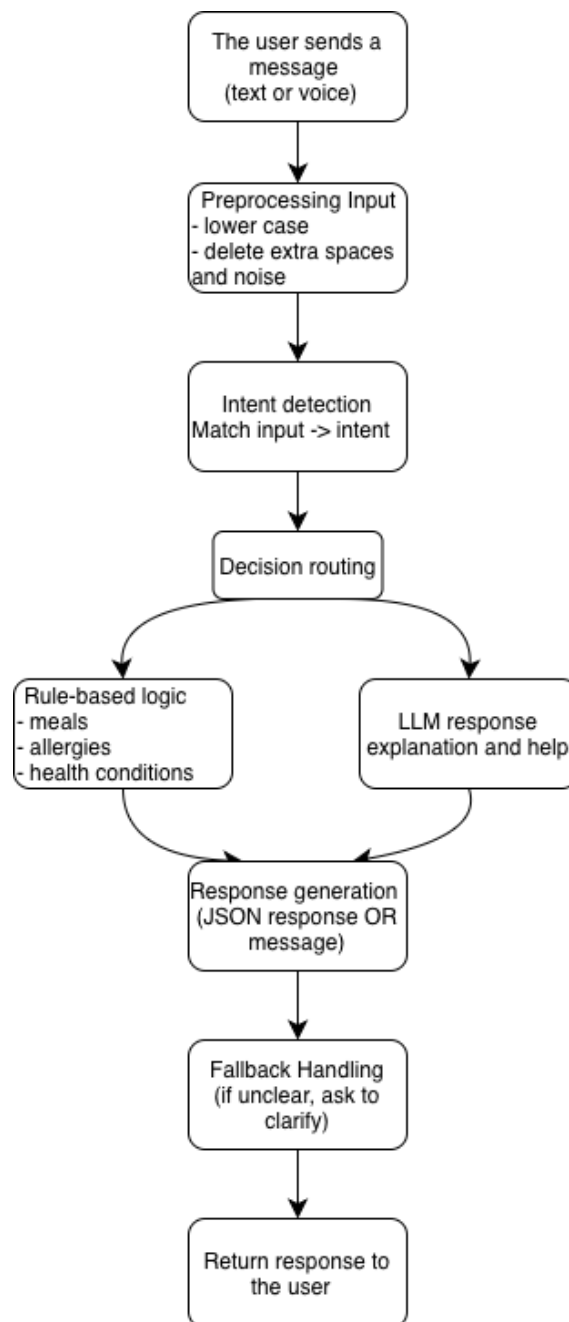 The user sends a
message
(text or voice)
Preprocessing Input
- lower case
- delete extra spaces
and noise
Intent detection
Match input -> intent
Decision routing
Rule-based logic
- meals
- allergies
- health conditions
LLM response
explanation and help
Response generation
(JSON response OR
message)
Fallback Handling
(if unclear, ask to
clarify)
Return response to
the user